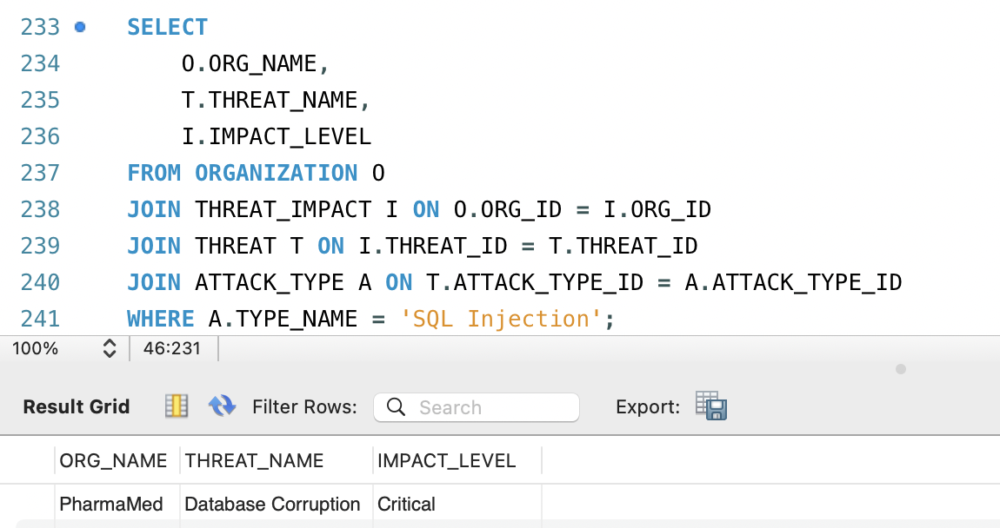 233 SELECT
234 O.ORG_NAME,
235 T.THREAT_NAME,
236 I.IMPACT_LEVEL
237 FROM ORGANIZATION O
238 JOIN THREAT_IMPACT I ON O.ORG_ID = I.ORG_ID
239 JOIN THREAT T ON I.THREAT_ID = T.THREAT_ID
240 JOIN ATTACK_TYPE A ON T.ATTACK_TYPE_ID = A.ATTACK_TYPE_ID
241 WHERE A.TYPE_NAME = 'SQL Injection';
100% 46:231
Result Grid Filter Rows: Search Export:
ORG_NAME THREAT_NAME IMPACT_LEVEL
PharmaMed Database Corruption Critical